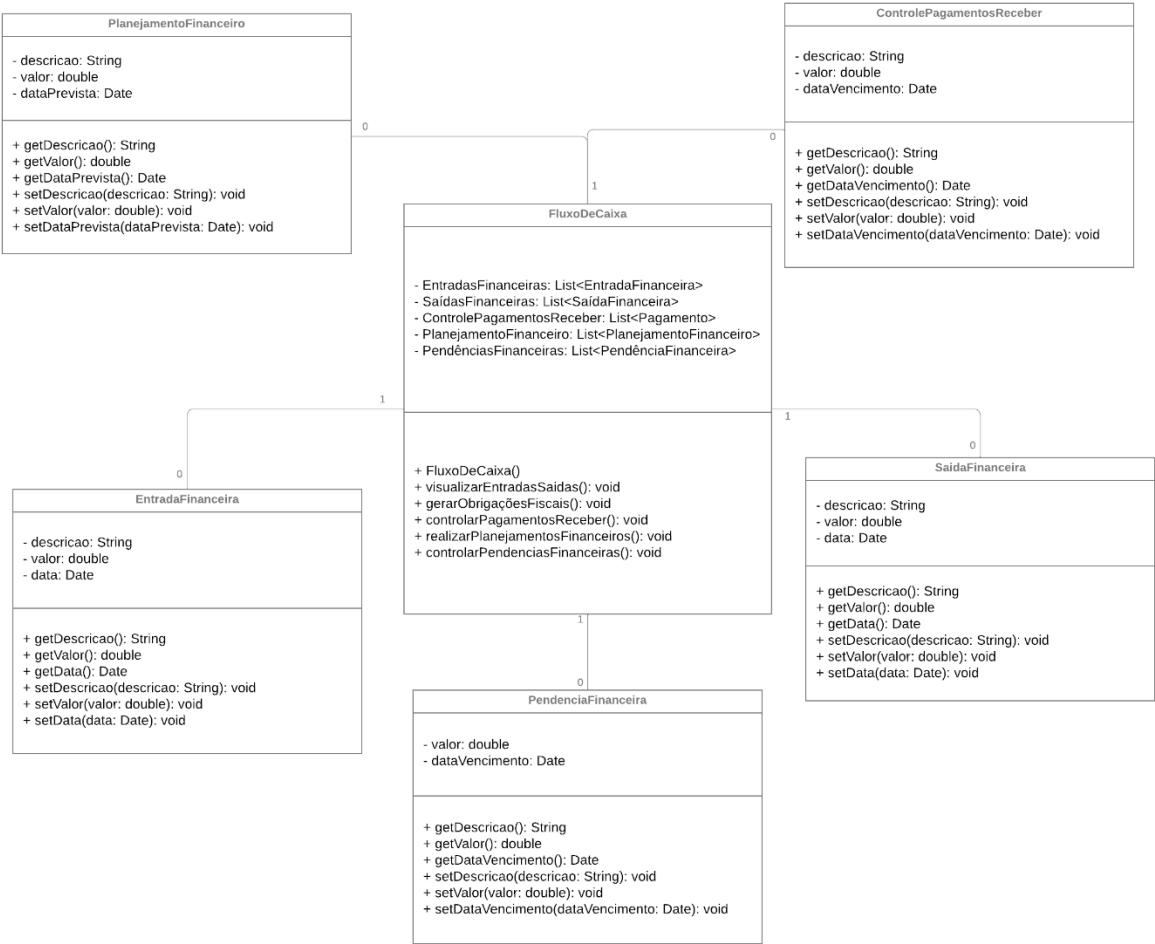 PlanejamentoFinanceiro
- descricao: String
- valor: double
- dataPrevista: Date
+ getDescricao(): String
+ getValor(): double
+ getDataPrevista(): Date
+ setDescricao(descricao: String): void
+ setValor(valor: double): void
+ setDataPrevista(dataPrevista: Date): void
ControlePagamentosReceber
- descricao: String
- valor: double
- dataVencimento: Date
+ getDescricao(): String
+ getValor(): double
+ getDataVencimento(): Date
+ setDescricao(descricao: String): void
+ setValor(valor: double): void
+ setDataVencimento(dataVencimento: Date): void
0
0
1
FluxoDeCaixa
- EntradasFinanceiras: List<EntradaFinanceira>
- SaídasFinanceiras: List<SaídaFinanceira>
- ControlePagamentosReceber: List<Pagamento>
- PlanejamentoFinanceiro: List<PlanejamentoFinanceiro>
- PendênciasFinanceiras: List<PendênciaFinanceira>
+ FluxoDeCaixa()
+ visualizarEntradasSaidas(): void
+ gerarObrigaçõesFiscais(): void
+ controlarPagamentosReceber(): void
+ realizarPlanejamentosFinanceiros(): void
+ controlarPendenciasFinanceiras(): void
1
0
1
0
EntradaFinanceira
- descricao: String
- valor: double
- data: Date
+ getDescricao(): String
+ getValor(): double
+ getData(): Date
+ setDescricao(descricao: String): void
+ setValor(valor: double): void
+ setData(data: Date): void
SaidaFinanceira
- descricao: String
- valor: double
- data: Date
+ getDescricao(): String
+ getValor(): double
+ getData(): Date
+ setDescricao(descricao: String): void
+ setValor(valor: double): void
+ setData(data: Date): void
1
0
PendenciaFinanceira
- valor: double
- dataVencimento: Date
+ getDescricao(): String
+ getValor(): double
+ getDataVencimento(): Date
+ setDescricao(descricao: String): void
+ setValor(valor: double): void
+ setDataVencimento(dataVencimento: Date): void